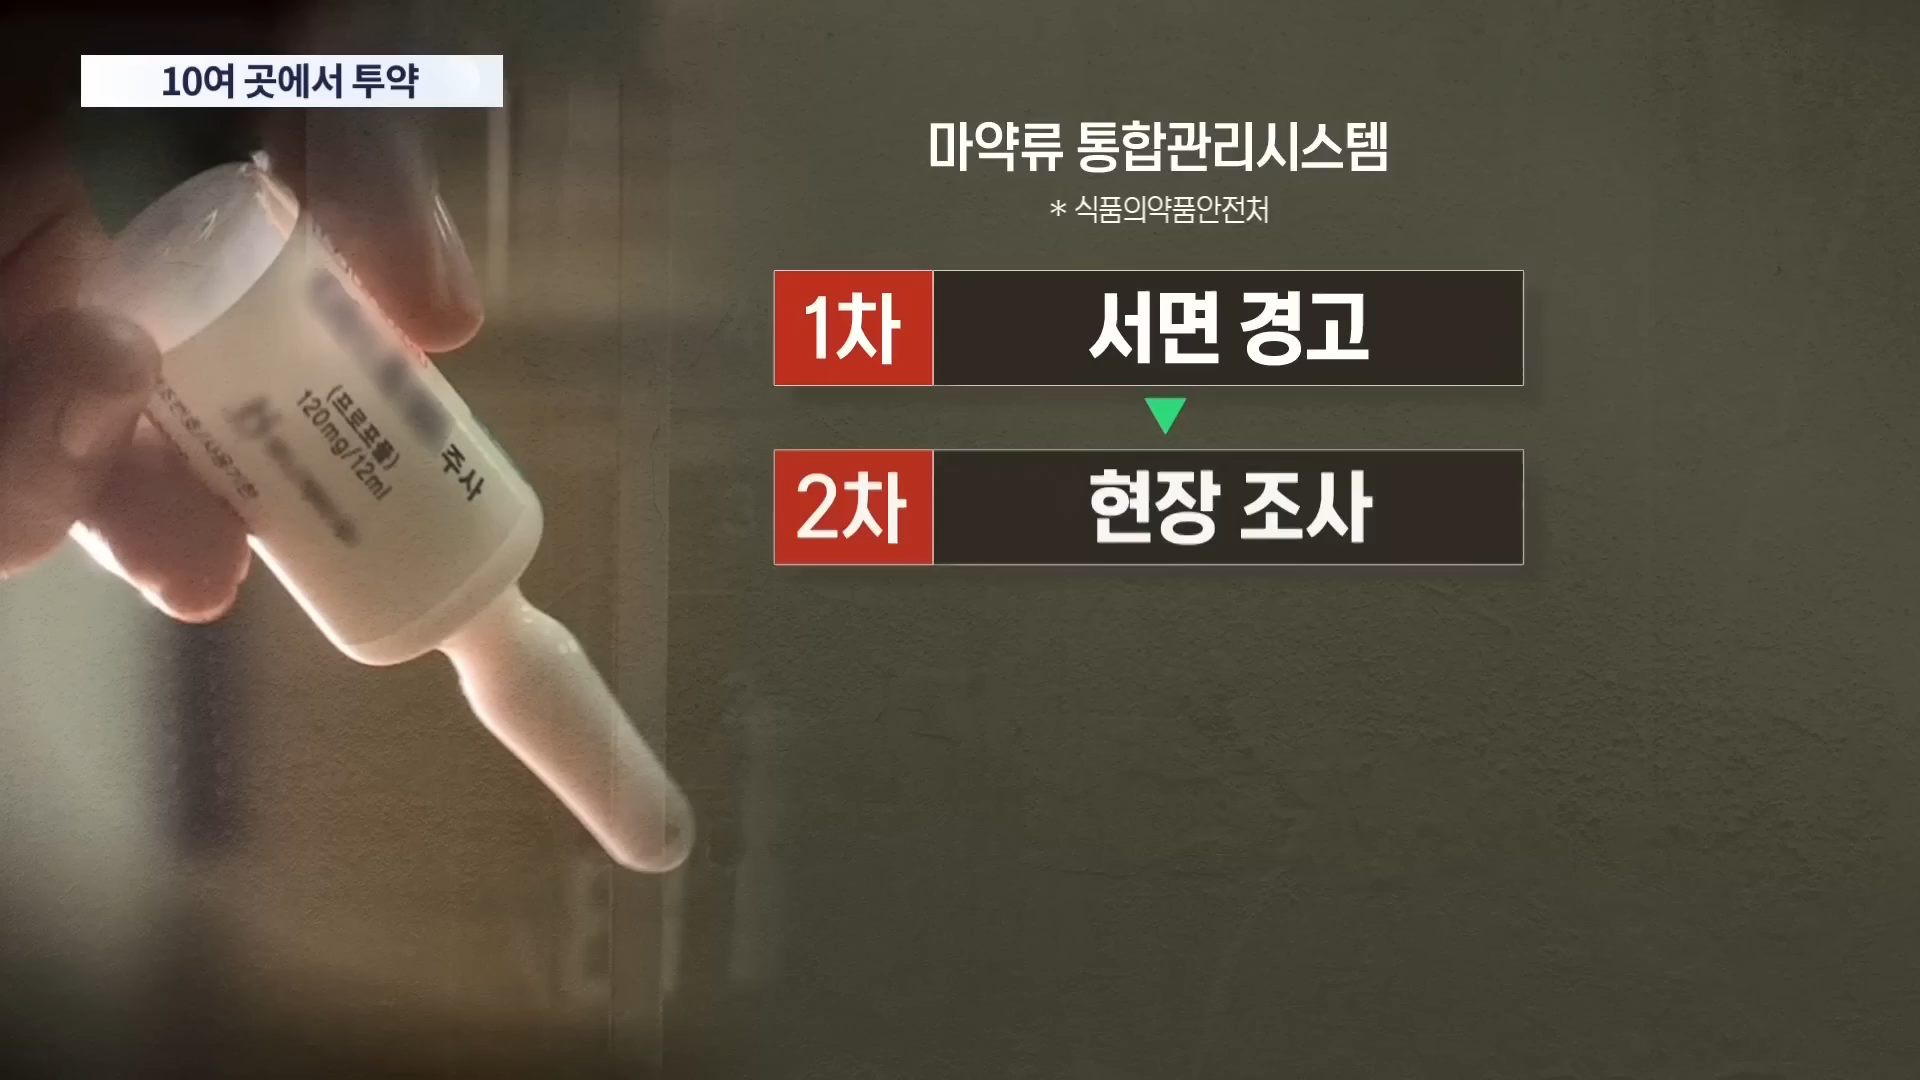 10여 곳에서 투약
마약류 통합관리시스템
* 식품의약품안전처
1차 서면 경고
2차 현장 조사
주사
(프로포폴)
120mg/12ml